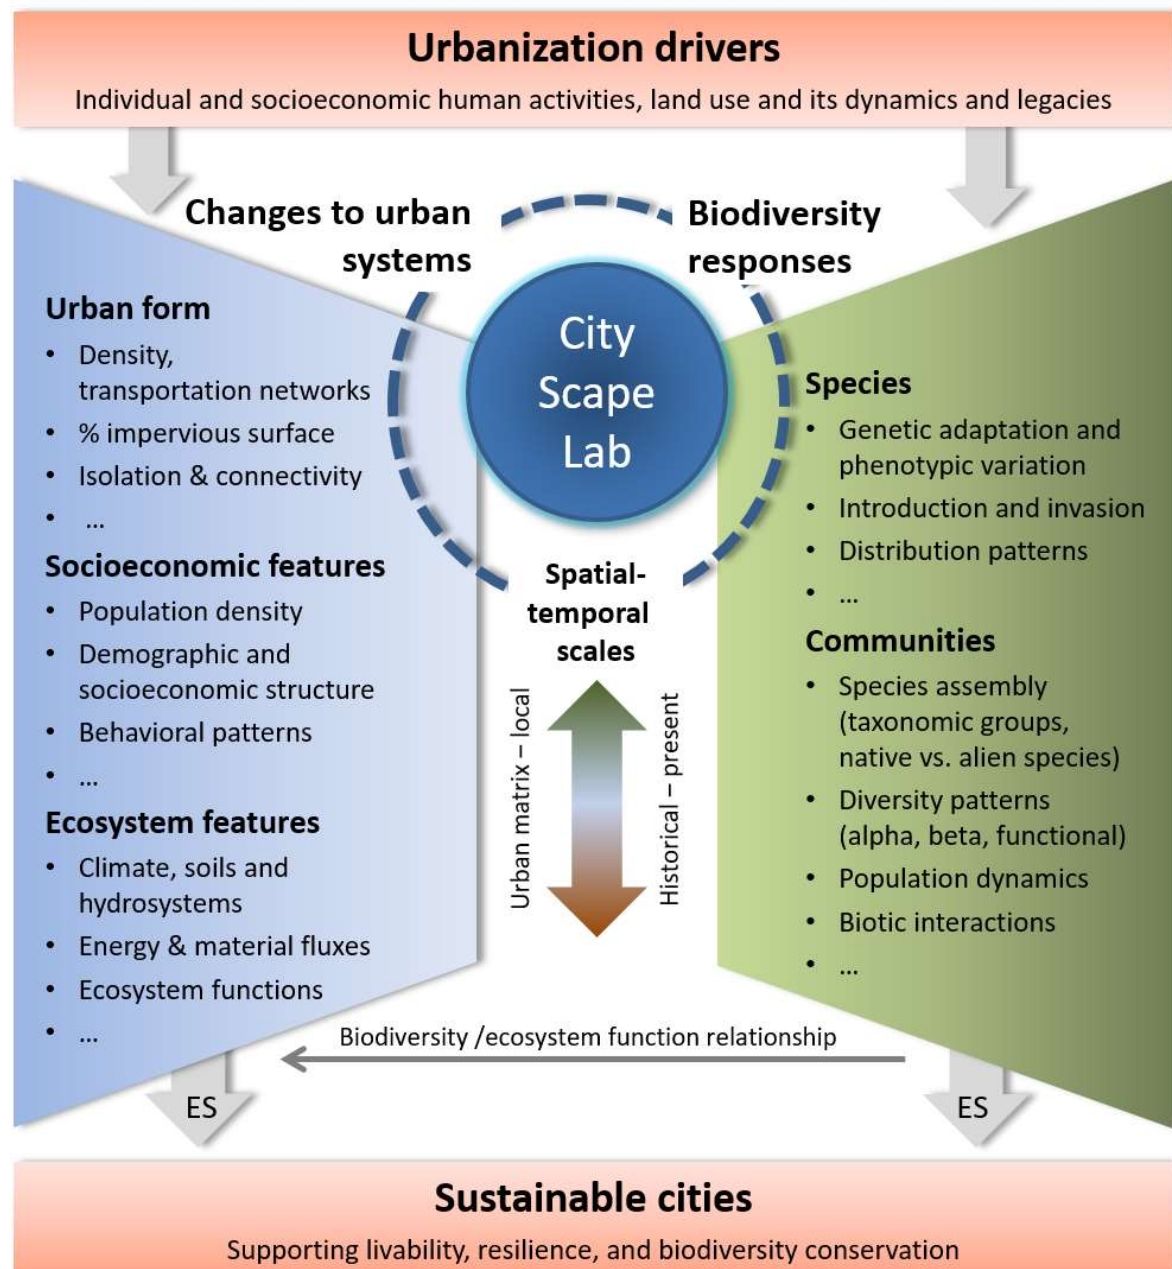 Urbanization drivers
Individual and socioeconomic human activities, land use and its dynamics and legacies
Changes to urban
systems
Biodiversity
responses
City
Scape
Lab
Urban form
• Density,
transportation networks
• % impervious surface
• Isolation & connectivity
• ...
Socioeconomic features
• Population density
• Demographic and
socioeconomic structure
• Behavioral patterns
• ...
Ecosystem features
• Climate, soils and
hydrosystems
• Energy & material fluxes
• Ecosystem functions
• ...
Spatial-
temporal
scales
Urban matrix – local
Historical – present
Species
• Genetic adaptation and
phenotypic variation
• Introduction and invasion
• Distribution patterns
• ...
Communities
• Species assembly
(taxonomic groups,
native vs. alien species)
• Diversity patterns
(alpha, beta, functional)
• Population dynamics
• Biotic interactions
• ...
Biodiversity /ecosystem function relationship
ES
ES
Sustainable cities
Supporting livability, resilience, and biodiversity conservation